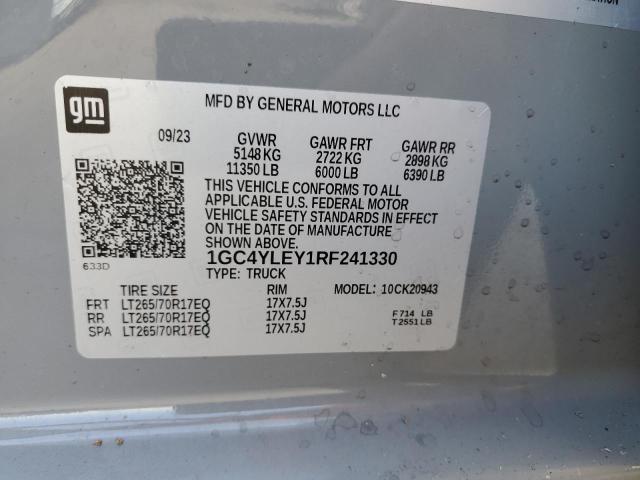 gm
MFD BY GENERAL MOTORS LLC
09/23 GVWR GAWR FRT GAWR RR
5148 KG 2722 KG 2898 KG
11350 LB 6000 LB 6390 LB
THIS VEHICLE CONFORMS TO ALL
APPLICABLE U.S. FEDERAL MOTOR
VEHICLE SAFETY STANDARDS IN EFFECT
ON THE DATE OF MANUFACTURE
SHOWN ABOVE.
633D 1GC4YLEY1RF241330
TYPE: TRUCK
TIRE SIZE RIM MODEL: 10CK20943
FRT LT265/70R17EQ 17X7.5J
RR LT265/70R17EQ 17X7.5J F 714 LB
SPA LT265/70R17EQ 17X7.5J T 2551 LB